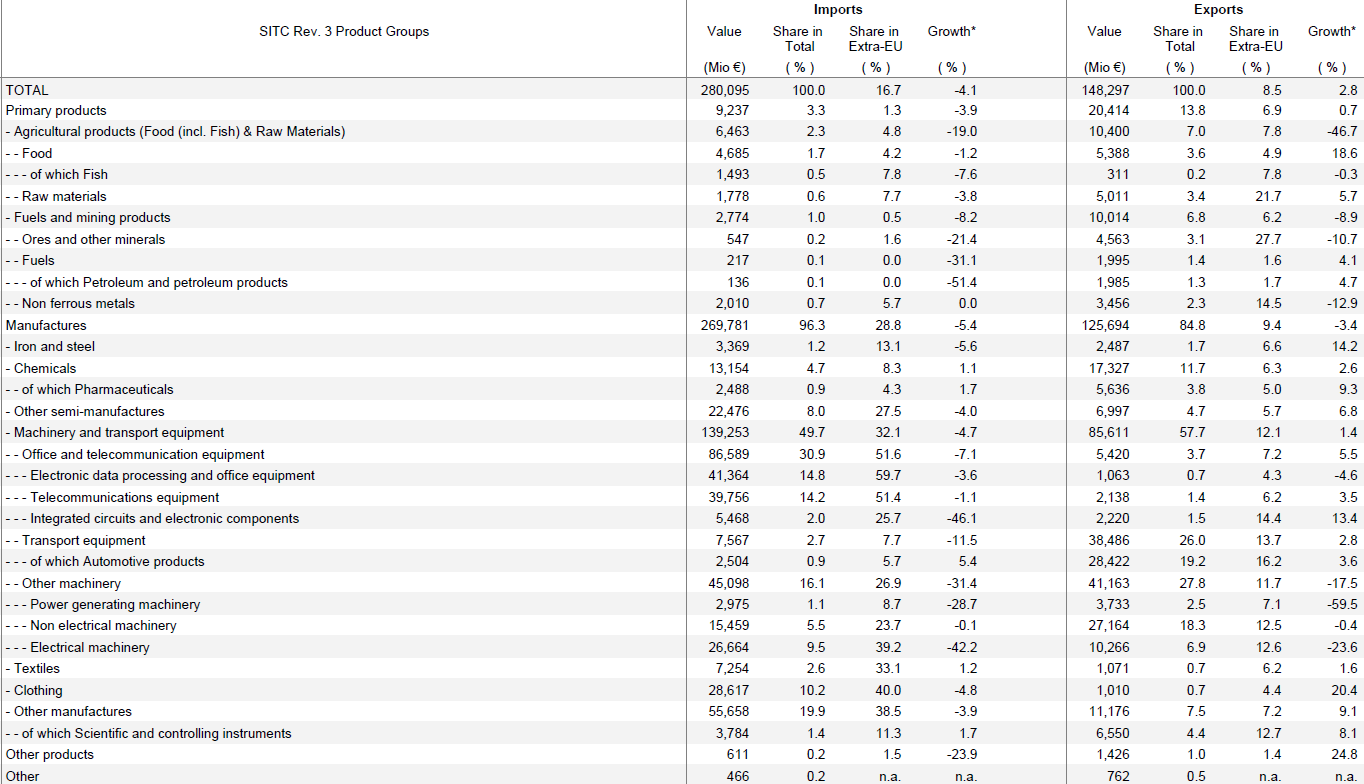 Imports Exports
SITC Rev. 3 Product Groups Value Share in Total Share in Extra-EU Growth* Value Share in Total Share in Extra-EU Growth*
(Mio €) ( % ) ( % ) ( % ) (Mio €) ( % ) ( % ) ( % )
TOTAL 280,095 100.0 16.7 -4.1 148,297 100.0 8.5 2.8
Primary products 9,237 3.3 1.3 -3.9 20,414 13.8 6.9 0.7
- Agricultural products (Food (incl. Fish) & Raw Materials) 6,463 2.3 4.8 -19.0 10,400 7.0 7.8 -46.7
- - Food 4,685 1.7 4.2 -1.2 5,388 3.6 4.9 18.6
- - - of which Fish 1,493 0.5 7.8 -7.6 311 0.2 7.8 -0.3
- - Raw materials 1,778 0.6 7.7 -3.8 5,011 3.4 21.7 5.7
- Fuels and mining products 2,774 1.0 0.5 -8.2 10,014 6.8 6.2 -8.9
- - Ores and other minerals 547 0.2 1.6 -21.4 4,563 3.1 27.7 -10.7
- - Fuels 217 0.1 0.0 -31.1 1,995 1.4 1.6 4.1
- - - of which Petroleum and petroleum products 136 0.1 0.0 -51.4 1,985 1.3 1.7 4.7
- - Non ferrous metals 2,010 0.7 5.7 0.0 3,456 2.3 14.5 -12.9
Manufactures 269,781 96.3 28.8 -5.4 125,694 84.8 9.4 -3.4
- Iron and steel 3,369 1.2 13.1 -5.6 2,487 1.7 6.6 14.2
- Chemicals 13,154 4.7 8.3 1.1 17,327 11.7 6.3 2.6
- - of which Pharmaceuticals 2,488 0.9 4.3 1.7 5,636 3.8 5.0 9.3
- Other semi-manufactures 22,476 8.0 27.5 -4.0 6,997 4.7 5.7 6.8
- Machinery and transport equipment 139,253 49.7 32.1 -4.7 85,611 57.7 12.1 1.4
- - Office and telecommunication equipment 86,589 30.9 51.6 -7.1 5,420 3.7 7.2 5.5
- - - Electronic data processing and office equipment 41,364 14.8 59.7 -3.6 1,063 0.7 4.3 -4.6
- - - Telecommunications equipment 39,756 14.2 51.4 -1.1 2,138 1.4 6.2 3.5
- - - Integrated circuits and electronic components 5,468 2.0 25.7 -46.1 2,220 1.5 14.4 13.4
- - Transport equipment 7,567 2.7 7.7 -11.5 38,486 26.0 13.7 2.8
- - - of which Automotive products 2,504 0.9 5.7 5.4 28,422 19.2 16.2 3.6
- - Other machinery 45,098 16.1 26.9 -31.4 41,163 27.8 11.7 -17.5
- - - Power generating machinery 2,975 1.1 8.7 -28.7 3,733 2.5 7.1 -59.5
- - - Non electrical machinery 15,459 5.5 23.7 -0.1 27,164 18.3 12.5 -0.4
- - - Electrical machinery 26,664 9.5 39.2 -42.2 10,266 6.9 12.6 -23.6
- Textiles 7,254 2.6 33.1 1.2 1,071 0.7 6.2 1.6
- Clothing 28,617 10.2 40.0 -4.8 1,010 0.7 4.4 20.4
- Other manufactures 55,658 19.9 38.5 -3.9 11,176 7.5 7.2 9.1
- - of which Scientific and controlling instruments 3,784 1.4 11.3 1.7 6,550 4.4 12.7 8.1
Other products 611 0.2 1.5 -23.9 1,426 1.0 1.4 24.8
Other 466 0.2 n.a. n.a. 762 0.5 n.a. n.a.